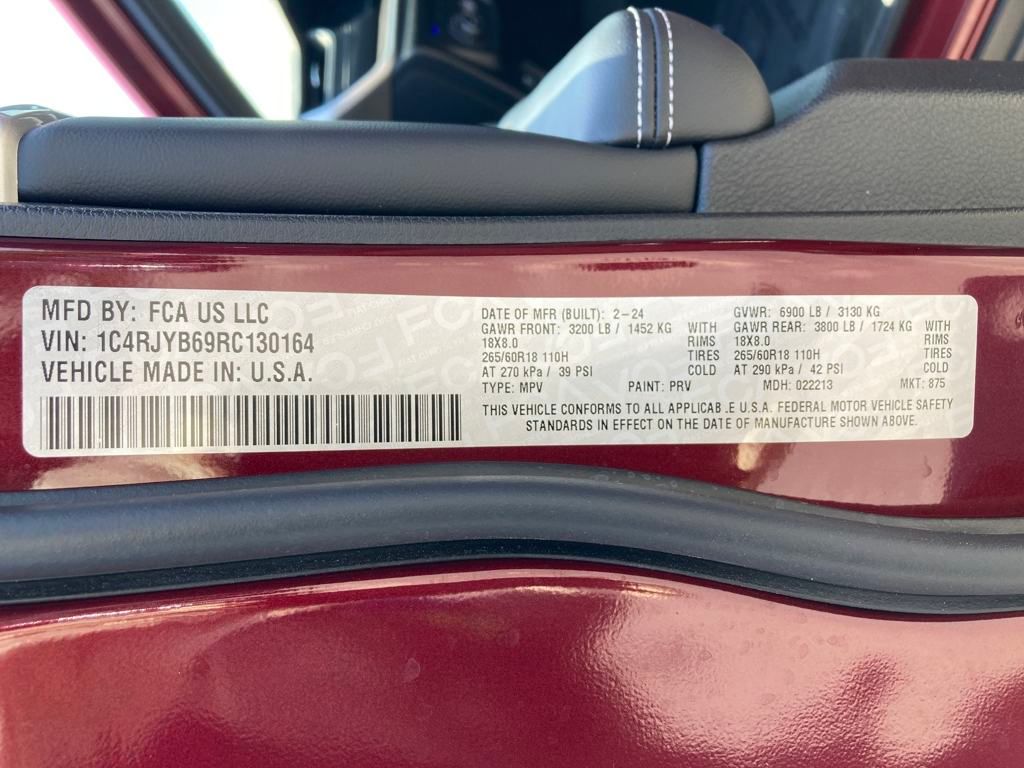 MFD BY: FCA US LLC
VIN: 1C4RJYB69RC130164
VEHICLE MADE IN: U.S.A.
DATE OF MFR (BUILT): 2-24
GAWR FRONT: 3200 LB / 1452 KG WITH
18X8.0 RIMS
265/60R18 110H TIRES
AT 270 kPa / 39 PSI COLD
TYPE: MPV PAINT: PRV
GVWR: 6900 LB / 3130 KG
GAWR REAR: 3800 LB / 1724 KG WITH
18X8.0 RIMS
265/60R18 110H TIRES
AT 290 kPa / 42 PSI COLD
MDH: 022213 MKT: 875
THIS VEHICLE CONFORMS TO ALL APPLICAB.E U.S.A. FEDERAL MOTOR VEHICLE SAFETY
STANDARDS IN EFFECT ON THE DATE OF MANUFACTURE SHOWN ABOVE.